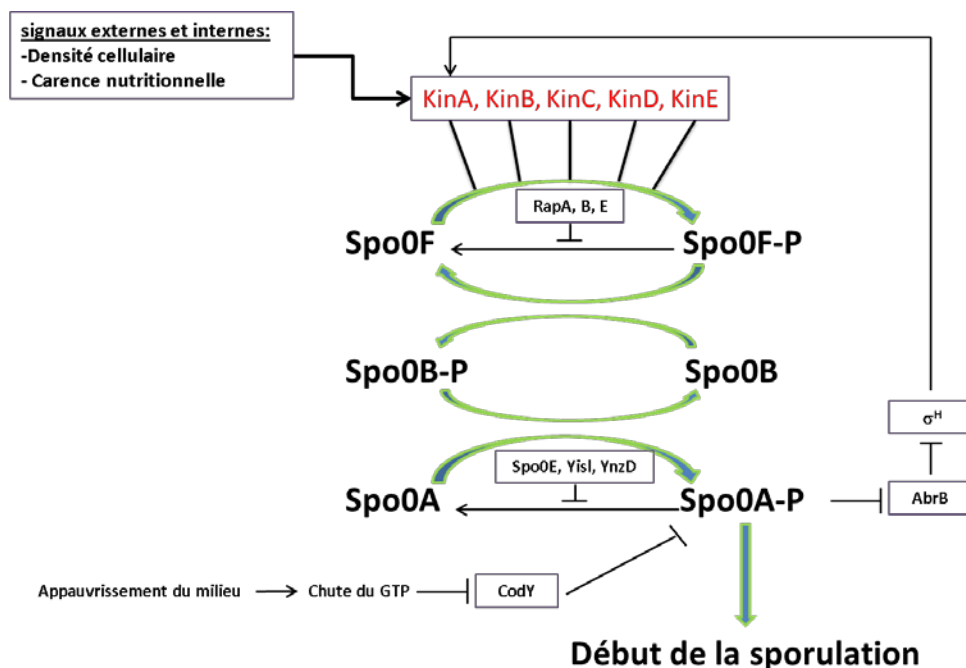 signaux externes et internes:
-Densité cellulaire
- Carence nutritionnelle
KinA, KinB, KinC, KinD, KinE
RapA, B, E
Spo0F
Spo0F-P
Spo0B-P
Spo0B
σH
Spo0E, YisI, YnzD
Spo0A
Spo0A-P
AbrB
Appauvrissement du milieu
Chute du GTP
CodY
Début de la sporulation